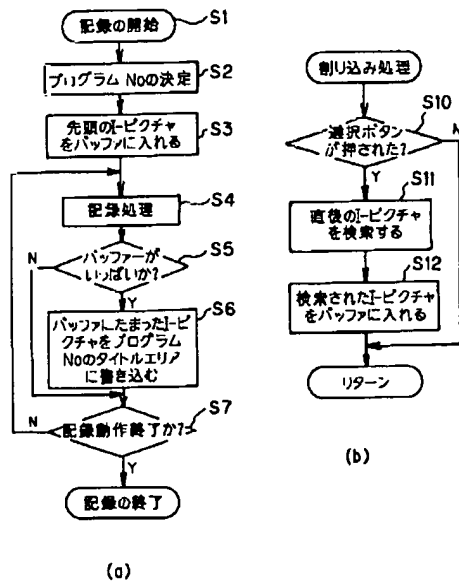 記録の開始
S1
プログラム Noの決定
S2
先頭のI-ピクチャ
をバッファに入れる
S3
記録処理
S4
バッファーが
いっぱいか?
S5
N
Y
バッファにたまったI-ピ
クチャをプログラム
Noのタイトルエリア
に書き込む
S6
記録動作終了か?
S7
N
Y
記録の終了
(a)
割り込み処理
選択ボタン
が押された?
S10
N
Y
直後のI-ピクチャ
を検索する
S11
検索されたI-ピクチャ
をバッファに入れる
S12
リターン
(b)